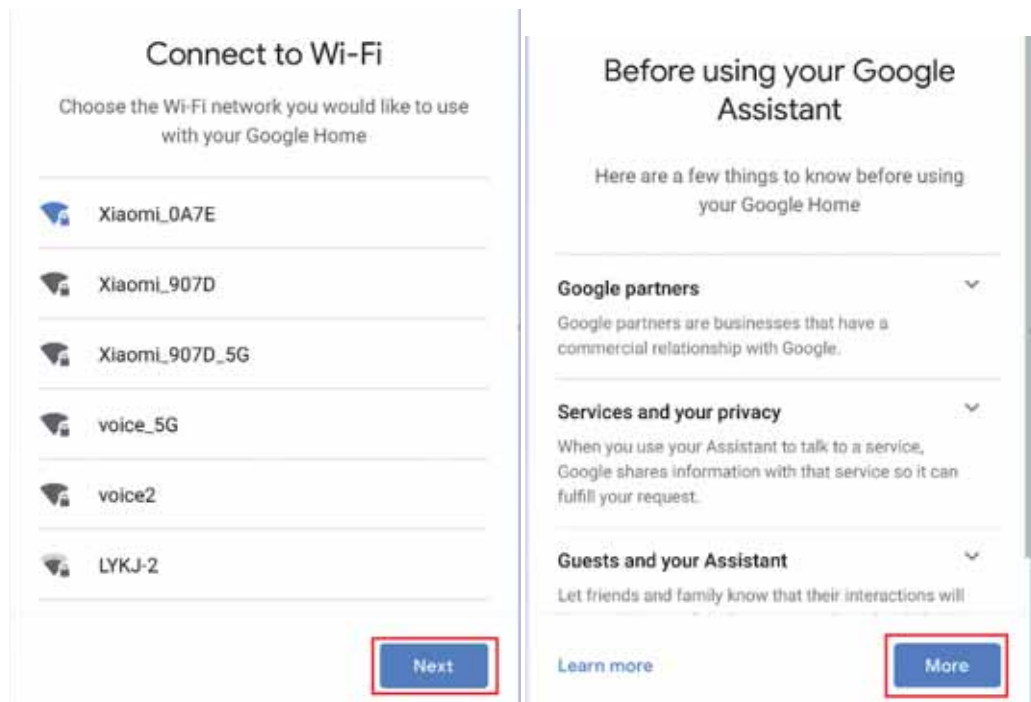 Connect to Wi-Fi
Choose the Wi-Fi network you would like to use
with your Google Home
Xiaomi_0A7E
Xiaomi_907D
Xiaomi_907D_5G
voice_5G
voice2
LYKJ-2
Next
Before using your Google
Assistant
Here are a few things to know before using
your Google Home
Google partners
Google partners are businesses that have a
commercial relationship with Google.
Services and your privacy
When you use your Assistant to talk to a service,
Google shares information with that service so it can
fulfill your request.
Guests and your Assistant
Let friends and family know that their interactions will
Learn more
More